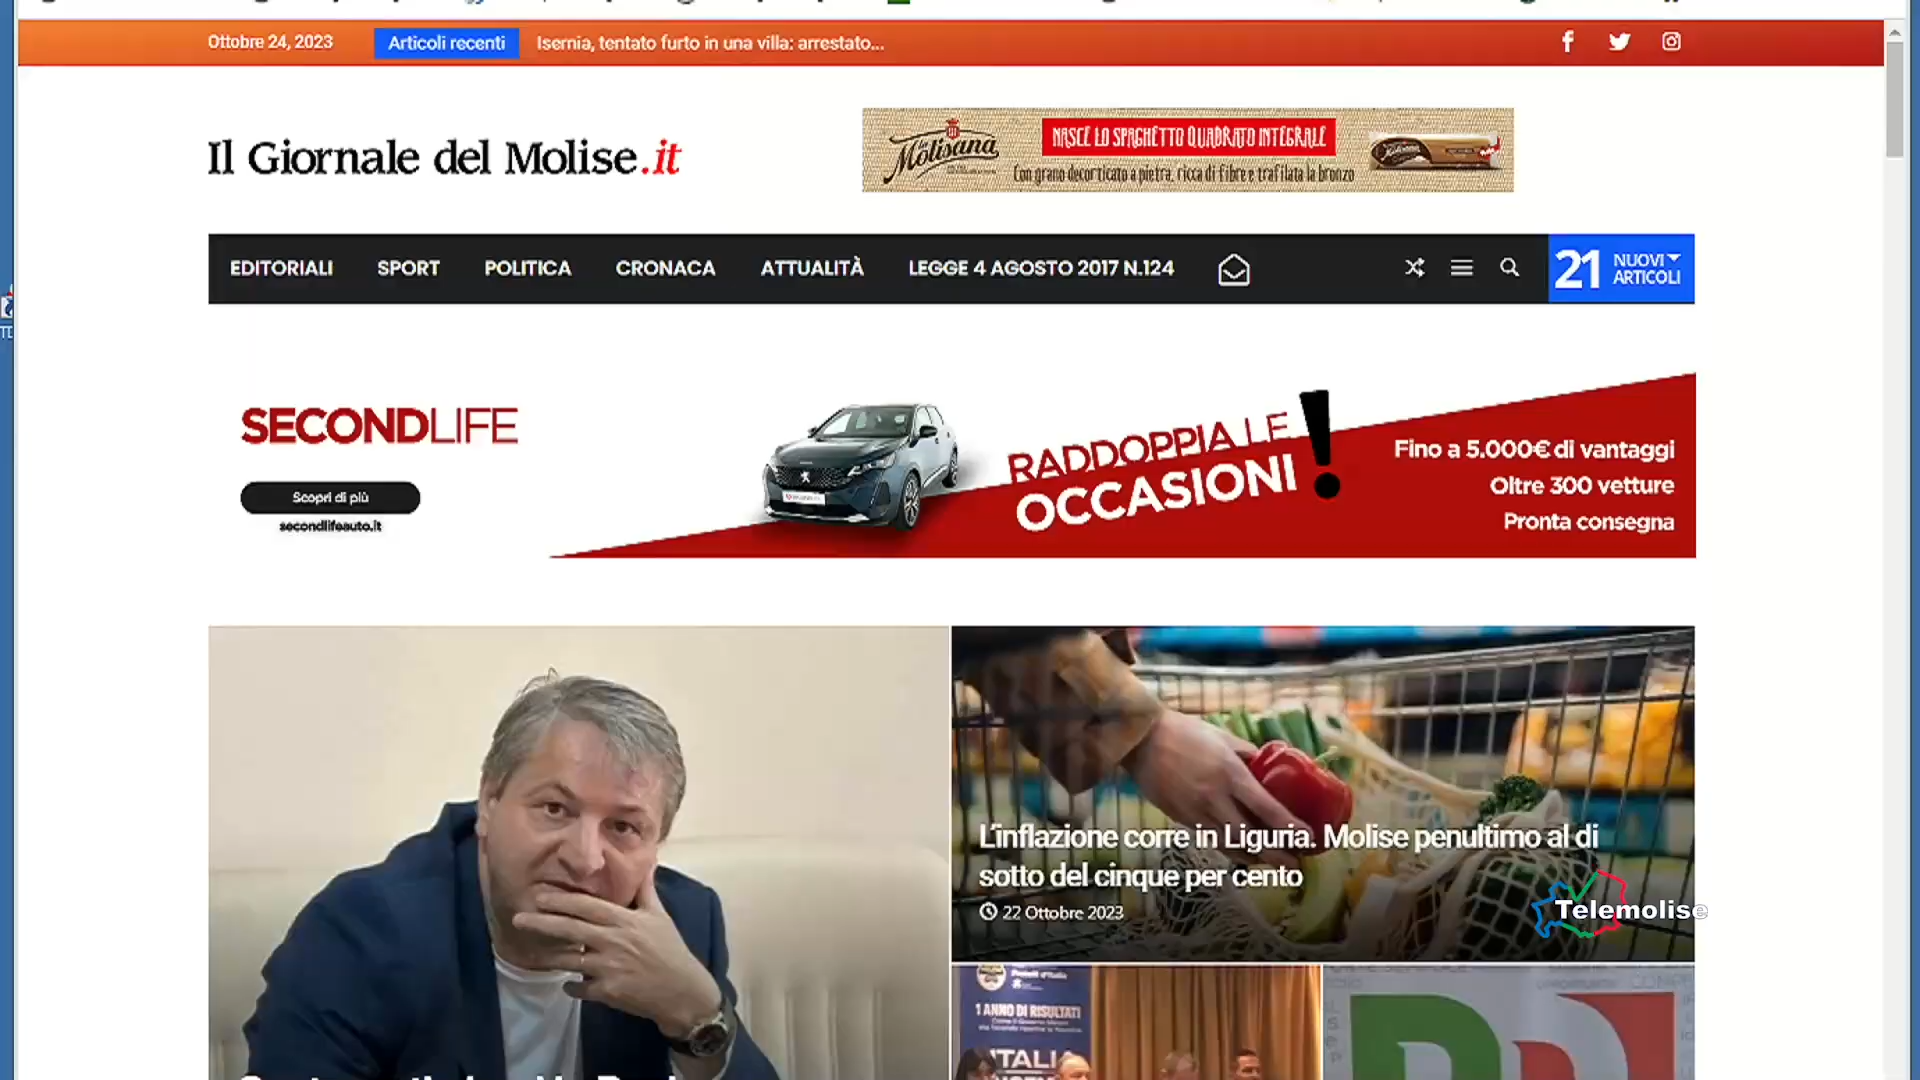 Ottobre 24, 2023
Articoli recenti
Isernia, tentato furto in una villa: arrestato...
Il Giornale del Molise.it
la Molisana
NASCE LO SPAGHETTO QUADRATO INTEGRALE
Con grano decorticato a pietra, ricca di fibre e trafilata la bronzo
EDITORIALI
SPORT
POLITICA
CRONACA
ATTUALITÀ
LEGGE 4 AGOSTO 2017 N.124
21
NUOVI
ARTICOLI
SECONDLIFE
Scopri di più
secondlifeauto.it
RADDOPPIA LE
OCCASIONI!
Fino a 5.000€ di vantaggi
Oltre 300 vetture
Pronta consegna
L'inflazione corre in Liguria. Molise penultimo al di
sotto del cinque per cento
22 Ottobre 2023
Telemolise
1 ANNO DI RISULTATI